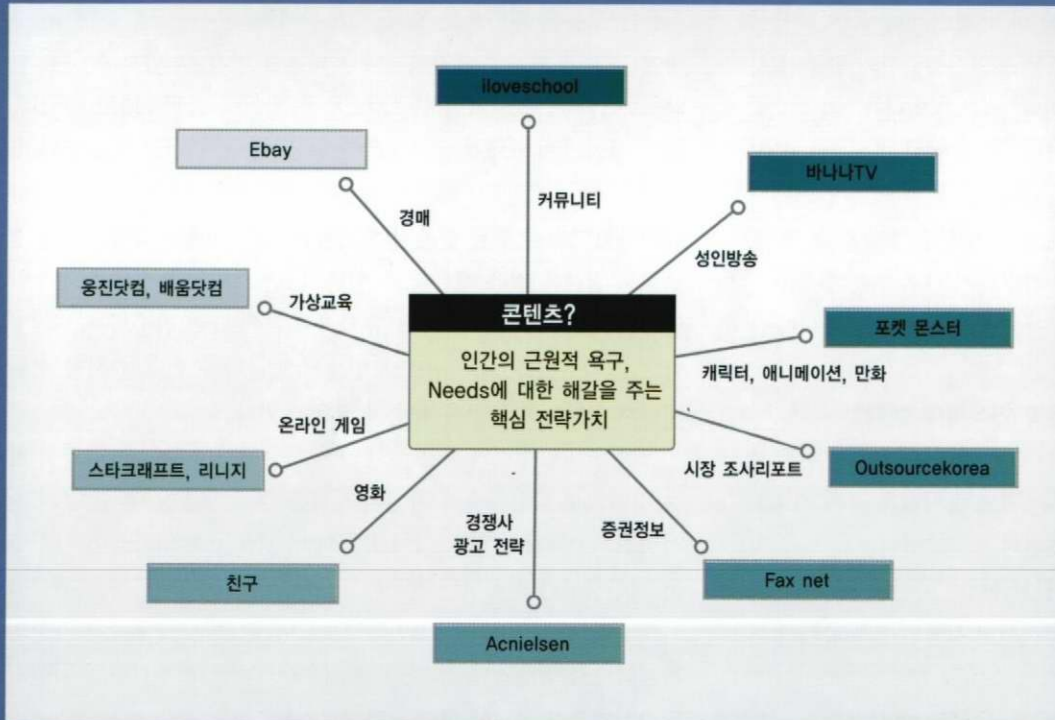 iloveschool
Ebay
바나나TV
커뮤니티
경매
성인방송
웅진닷컴, 배움닷컴
가상교육
콘텐츠?
포켓 몬스터
인간의 근원적 욕구,
Needs에 대한 해갈을 주는
핵심 전략가치
캐릭터, 애니메이션, 만화
온라인 게임
스타크래프트, 리니지
시장 조사리포트
Outsourcekorea
영화
경쟁사
광고 전략
증권정보
친구
Fax net
Acnielsen